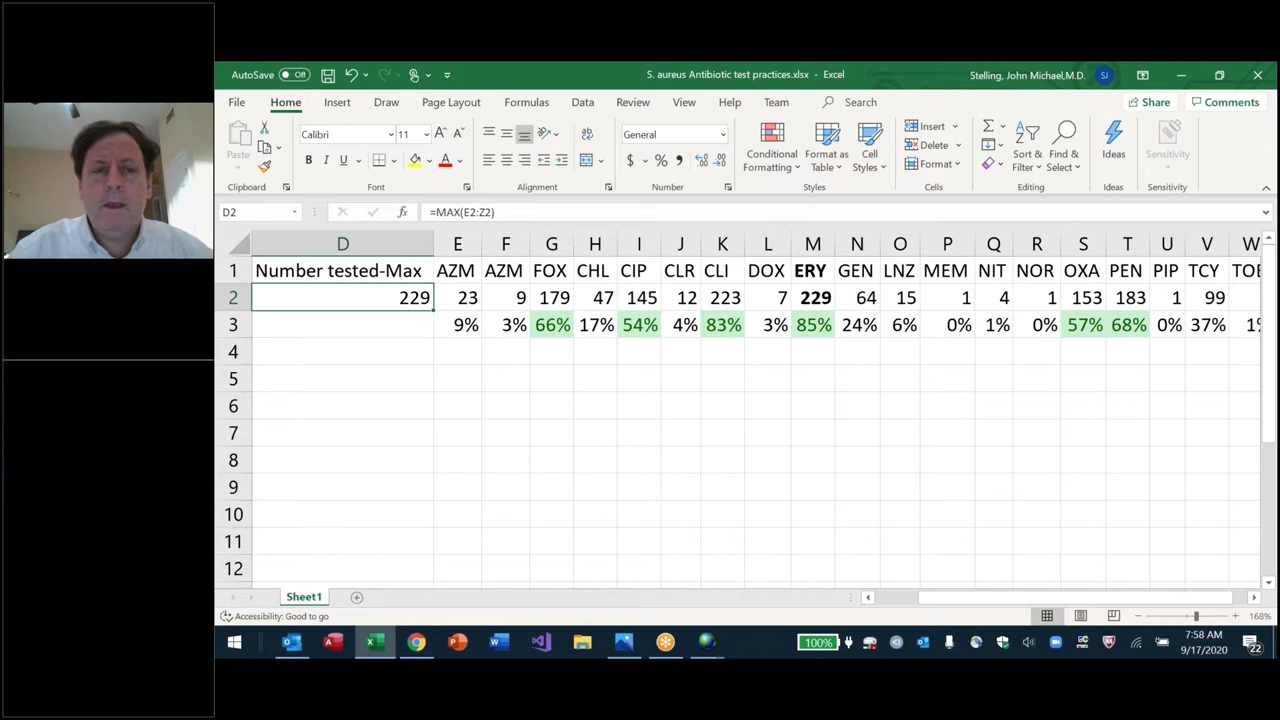 AutoSave Off
S. aureus Antibiotic test practices.xlsx - Excel
Stelling, John Michael,M.D. SJ
File Home Insert Draw Page Layout Formulas Data Review View Help Team Search Share Comments
Paste
Calibri 11
B I U
General
$ %
Conditional Formatting
Format as Table
Cell Styles
Insert
Delete
Format
Sort & Filter
Find & Select
Ideas
Sensitivity
Clipboard Font Alignment Number Styles Cells Editing Ideas Sensitivity
D2 fx =MAX(E2:Z2)
D E F G H I J K L M N O P Q R S T U V W
1 Number tested-Max AZM AZM FOX CHL CIP CLR CLI DOX ERY GEN LNZ MEM NIT NOR OXA PEN PIP TCY TOB
2 229 23 9 179 47 145 12 223 7 229 64 15 1 4 1 153 183 1 99
3 9% 3% 66% 17% 54% 4% 83% 3% 85% 24% 6% 0% 1% 0% 57% 68% 0% 37% 1%
4
5
6
7
8
9
10
11
12
Sheet1
Accessibility: Good to go
168%
100%
7:58 AM
9/17/2020
22